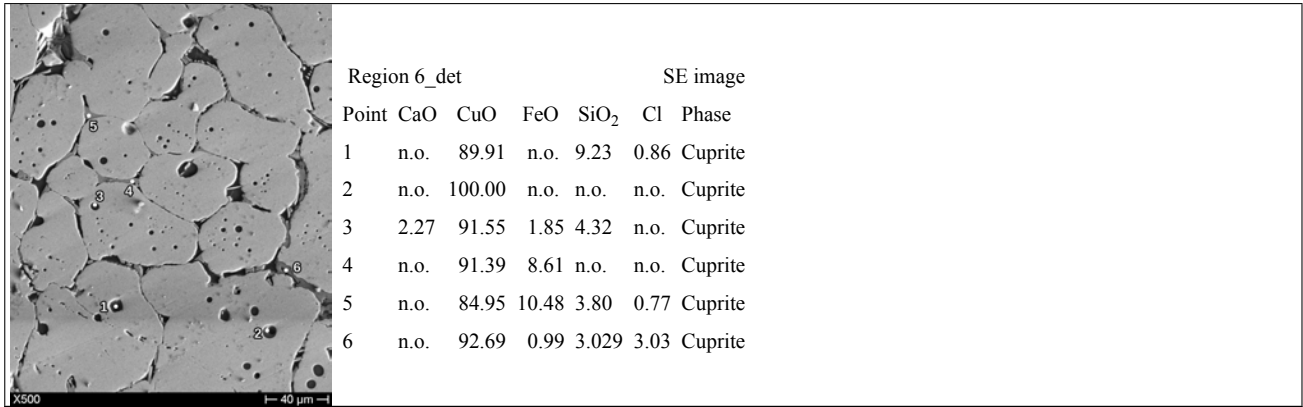 Region 6_det SE image
Point CaO CuO FeO SiO₂ Cl Phase
1 n.o. 89.91 n.o. 9.23 0.86 Cuprite
2 n.o. 100.00 n.o. n.o. n.o. Cuprite
3 2.27 91.55 1.85 4.32 n.o. Cuprite
4 n.o. 91.39 8.61 n.o. n.o. Cuprite
5 n.o. 84.95 10.48 3.80 0.77 Cuprite
6 n.o. 92.69 0.99 3.029 3.03 Cuprite
5
4
3
6
1
2
X500 40 μm